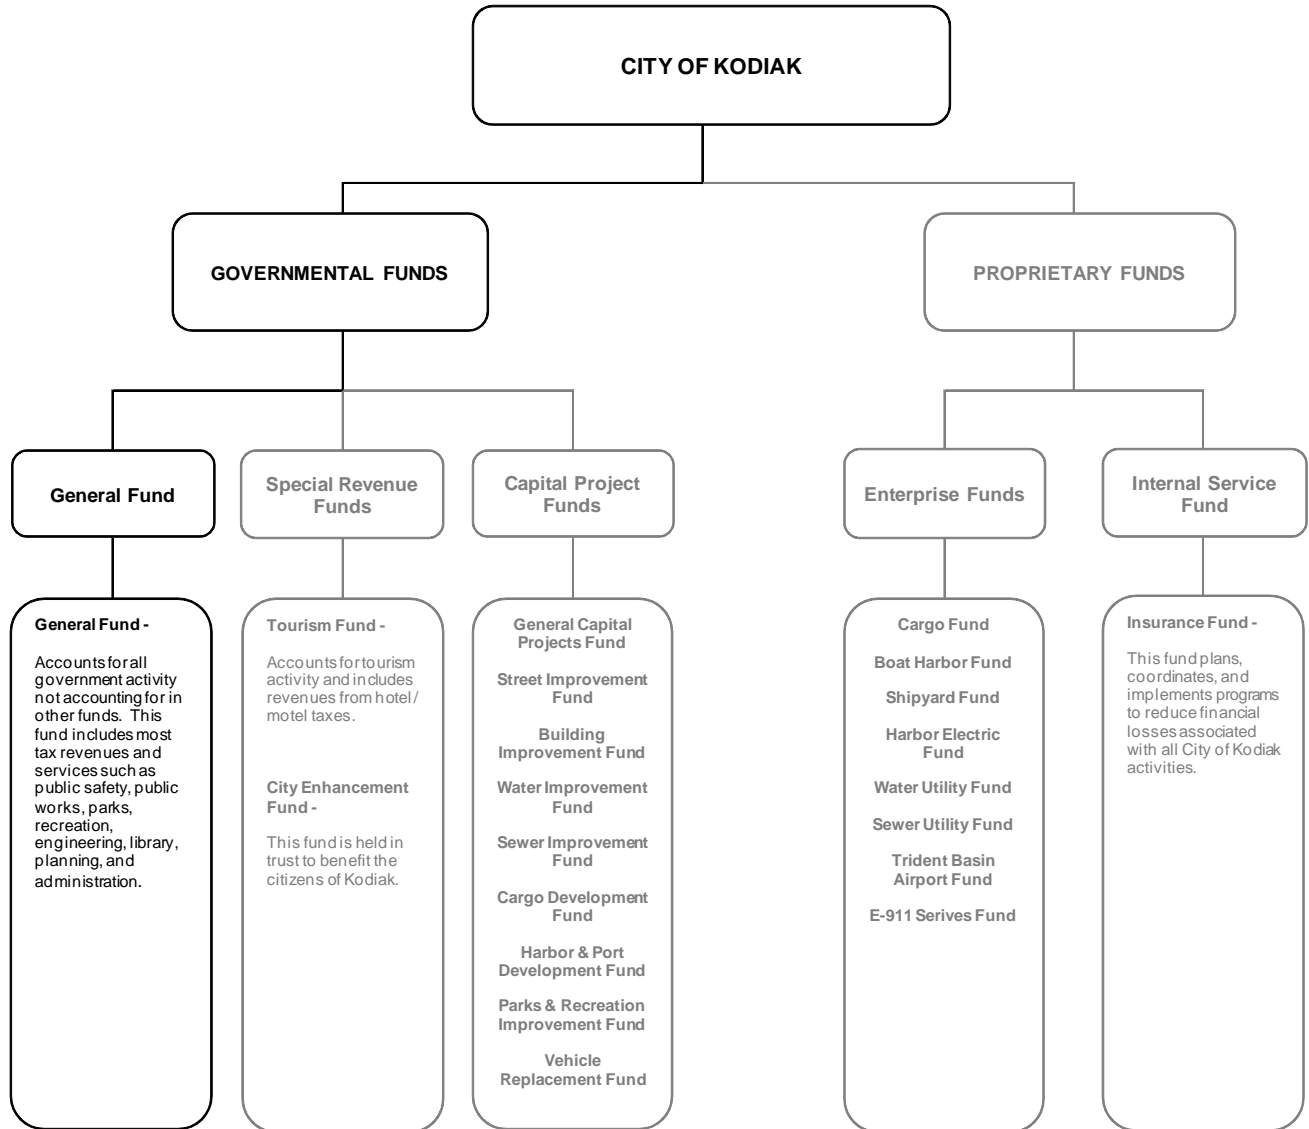 CITY OF KODIAK
GOVERNMENTAL FUNDS
PROPRIETARY FUNDS
General Fund
Special Revenue
Funds
Capital Project
Funds
Enterprise Funds
Internal Service
Fund
General Fund -
Accounts for all
government activity
not accounting for in
other funds. This
fund includes most
tax revenues and
services such as
public safety, public
works, parks,
recreation,
engineering, library,
planning, and
administration.
Tourism Fund -
Accounts for tourism
activity and includes
revenues from hotel/
motel taxes.
City Enhancement
Fund -
This fund is held in
trust to benefit the
citizens of Kodiak.
General Capital
Projects Fund
Street Improvement
Fund
Building
Improvement Fund
Water Improvement
Fund
Sewer Improvement
Fund
Cargo Development
Fund
Harbor & Port
Development Fund
Parks & Recreation
Improvement Fund
Vehicle
Replacement Fund
Cargo Fund
Boat Harbor Fund
Shipyard Fund
Harbor Electric
Fund
Water Utility Fund
Sewer Utility Fund
Trident Basin
Airport Fund
E-911 Serives Fund
Insurance Fund -
This fund plans,
coordinates, and
implements programs
to reduce financial
losses associated
with all City of Kodiak
activities.